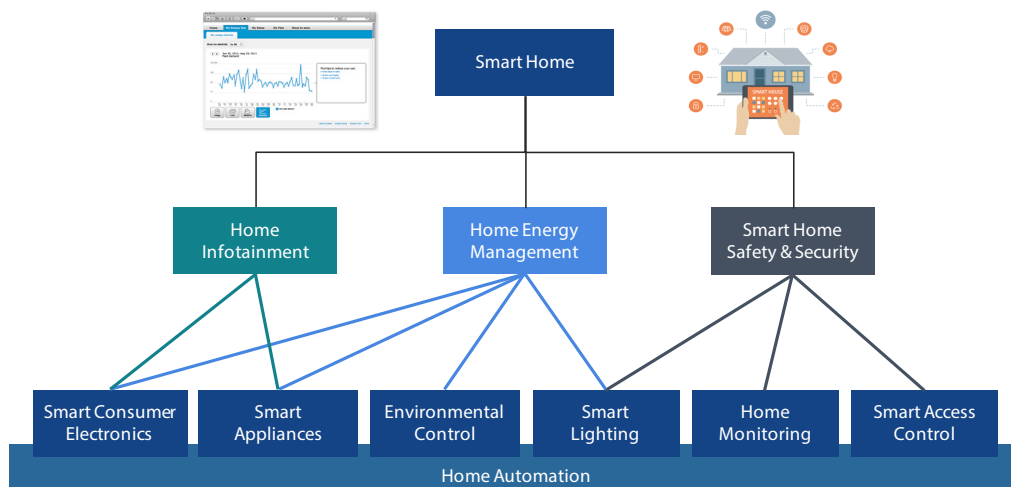 Smart Home
SMART HOUSE
Home
Infotainment
Home Energy
Management
Smart Home
Safety & Security
Smart Consumer
Electronics
Smart
Appliances
Environmental
Control
Smart
Lighting
Home
Monitoring
Smart Access
Control
Home Automation